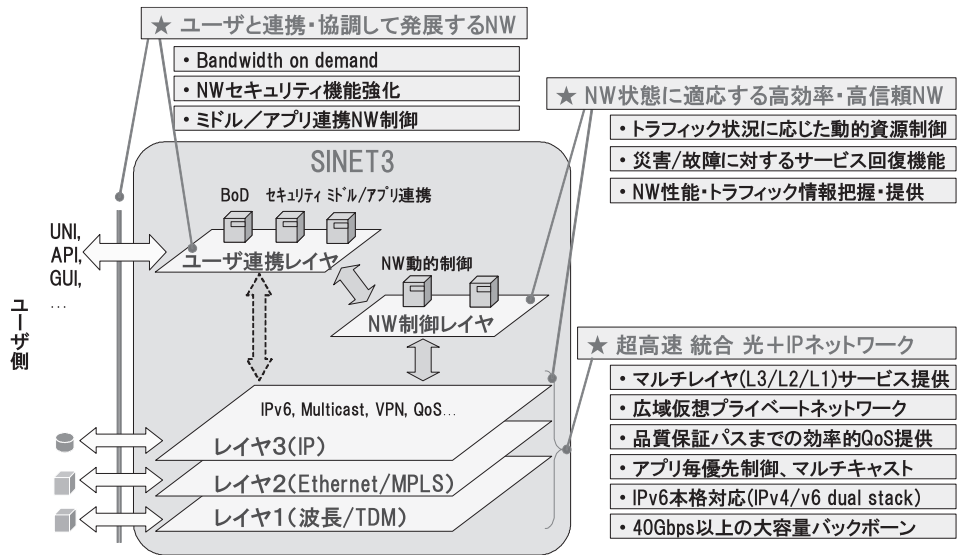 ★ ユーザと連携・協調して発展するNW
・Bandwidth on demand
・NWセキュリティ機能強化
・ミドル／アプリ連携NW制御
★ NW状態に適応する高効率・高信頼NW
・トラフィック状況に応じた動的資源制御
・災害/故障に対するサービス回復機能
・NW性能・トラフィック情報把握・提供
SINET3
BoD セキュリティ ミドル/アプリ連携
UNI,
API,
GUI,
...
ユーザ連携レイヤ
NW動的制御
NW制御レイヤ
ユーザ側
★ 超高速 統合 光＋IPネットワーク
・マルチレイヤ(L3/L2/L1)サービス提供
・広域仮想プライベートネットワーク
・品質保証パスまでの効率的QoS提供
・アプリ毎優先制御、マルチキャスト
・IPv6本格対応(IPv4/v6 dual stack)
・40Gbps以上の大容量バックボーン
IPv6, Multicast, VPN, QoS...
レイヤ3(IP)
レイヤ2(Ethernet/MPLS)
レイヤ1(波長/TDM)